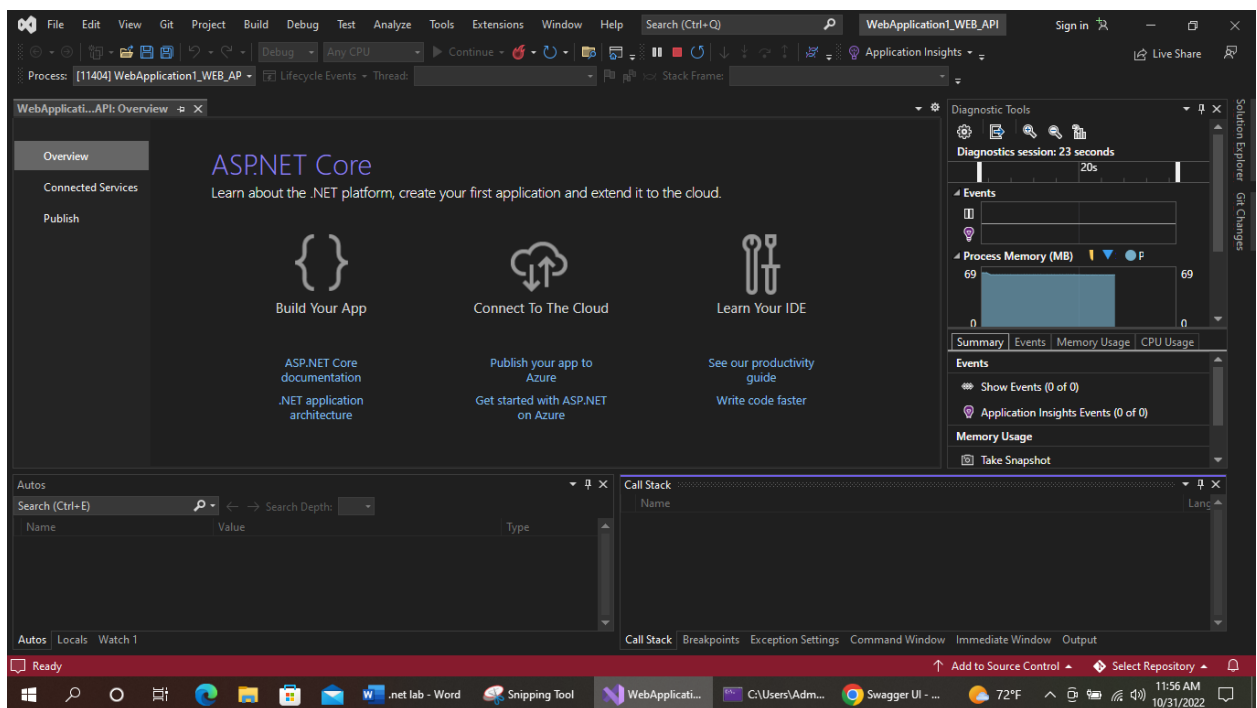 File Edit View Git Project Build Debug Test Analyze Tools Extensions Window Help Search (Ctrl+Q) WebApplication1_WEB_API Sign in
Debug Any CPU Continue Application Insights Live Share
Process: [11404] WebApplication1_WEB_AP Lifecycle Events Thread: Stack Frame:
WebApplicati...API: Overview
Overview
Connected Services
Publish
ASP.NET Core
Learn about the .NET platform, create your first application and extend it to the cloud.
Build Your App
ASP.NET Core
documentation
.NET application
architecture
Connect To The Cloud
Publish your app to
Azure
Get started with ASP.NET
on Azure
Learn Your IDE
See our productivity
guide
Write code faster
Diagnostic Tools
Diagnostics session: 23 seconds
20s
Events
Process Memory (MB) P
69 69
0 0
Summary Events Memory Usage CPU Usage
Events
Show Events (0 of 0)
Application Insights Events (0 of 0)
Memory Usage
Take Snapshot
Solution Explorer
Git Changes
Autos
Search (Ctrl+E) Search Depth:
Name Value Type
Autos Locals Watch 1
Call Stack
Name Lang
Call Stack Breakpoints Exception Settings Command Window Immediate Window Output
Ready Add to Source Control Select Repository
.net lab - Word Snipping Tool WebApplicati... C:\Users\Adm... Swagger UI - ... 72°F 11:56 AM
10/31/2022